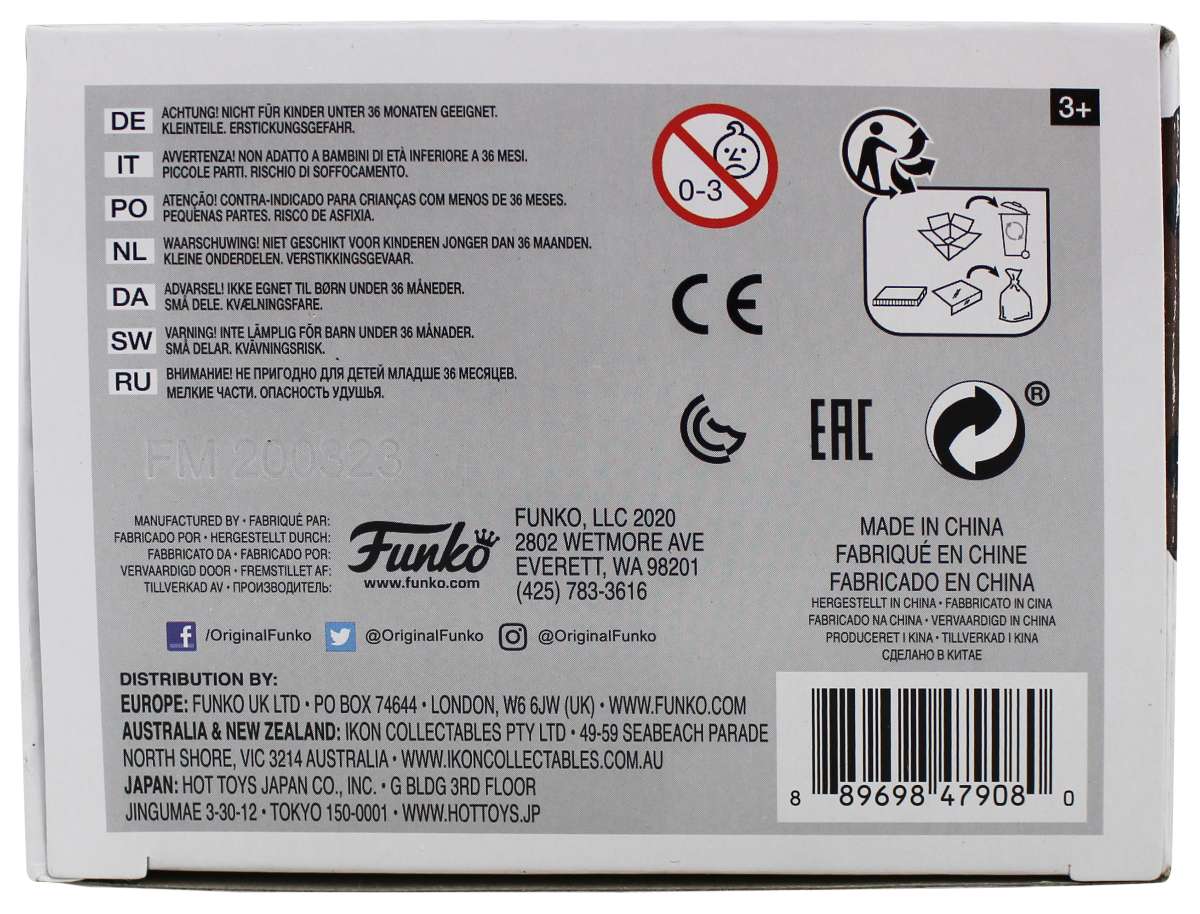 DE ACHTUNG! NICHT FÜR KINDER UNTER 36 MONATEN GEEIGNET.
KLEINTEILE. ERSTICKUNGSGEFAHR.
IT AVVERTENZA! NON ADATTO A BAMBINI DI ETÀ INFERIORE A 36 MESI.
PICCOLE PARTI. RISCHIO DI SOFFOCAMENTO.
PO ATENÇÃO! CONTRA-INDICADO PARA CRIANÇAS COM MENOS DE 36 MESES.
PEQUENAS PARTES. RISCO DE ASFIXIA.
NL WAARSCHUWING! NIET GESCHIKT VOOR KINDEREN JONGER DAN 36 MAANDEN.
KLEINE ONDERDELEN. VERSTIKKINGSGEVAAR.
DA ADVARSEL! IKKE EGNET TIL BØRN UNDER 36 MÅNEDER.
SMÅ DELE. KVÆLNINGSFARE.
SW VARNING! INTE LÄMPLIG FÖR BARN UNDER 36 MÅNADER.
SMÅ DELAR. KVÄVNINGSRISK.
RU ВНИМАНИЕ! НЕ ПРИГОДНО ДЛЯ ДЕТЕЙ МЛАДШЕ 36 МЕСЯЦЕВ.
МЕЛКИЕ ЧАСТИ. ОПАСНОСТЬ УДУШЬЯ.
0-3
3+
CE
EAC
®
FM 200323
MANUFACTURED BY • FABRIQUÉ PAR:
FABRICADO POR • HERGESTELLT DURCH:
FABBRICATO DA • FABRICADO POR:
VERVAARDIGD DOOR • FREMSTILLET AF:
TILLVERKAD AV • ПРОИЗВОДИТЕЛЬ:
Funko
www.funko.com
FUNKO, LLC 2020
2802 WETMORE AVE
EVERETT, WA 98201
(425) 783-3616
MADE IN CHINA
FABRIQUÉ EN CHINE
FABRICADO EN CHINA
HERGESTELLT IN CHINA • FABBRICATO IN CINA
FABRICADO NA CHINA • VERVAARDIGD IN CHINA
PRODUCERET I KINA • TILLVERKAD I KINA
СДЕЛАНО В КИТАЕ
f /OriginalFunko @OriginalFunko @OriginalFunko
DISTRIBUTION BY:
EUROPE: FUNKO UK LTD • PO BOX 74644 • LONDON, W6 6JW (UK) • WWW.FUNKO.COM
AUSTRALIA & NEW ZEALAND: IKON COLLECTABLES PTY LTD • 49-59 SEABEACH PARADE
NORTH SHORE, VIC 3214 AUSTRALIA • WWW.IKONCOLLECTABLES.COM.AU
JAPAN: HOT TOYS JAPAN CO., INC. • G BLDG 3RD FLOOR
JINGUMAE 3-30-12 • TOKYO 150-0001 • WWW.HOTTOYS.JP
8 89698 47908 0